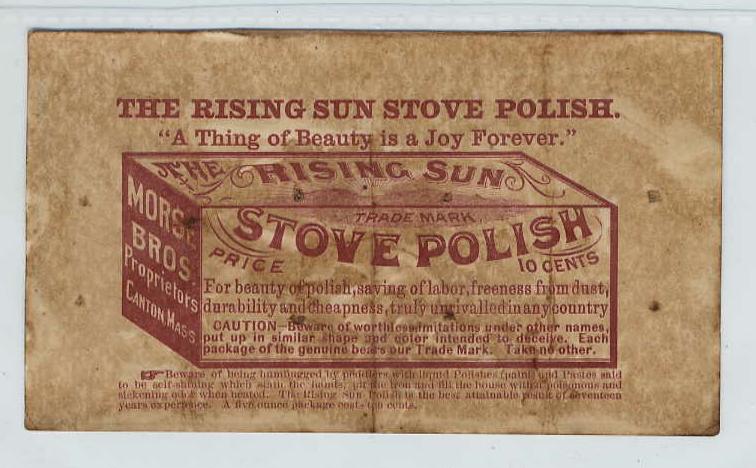 THE RISING SUN STOVE POLISH.
"A Thing of Beauty is a Joy Forever."
THE RISING SUN
TRADE MARK
STOVE POLISH
PRICE 10 CENTS
MORSE
BROS.
Proprietors
CANTON MASS
For beauty of polish, saving of labor, freeness from dust,
durability and cheapness, truly unrivalled in any country
CAUTION—Beware of worthless imitations under other names,
put up in similar shape and color intended to deceive. Each
package of the genuine bears our Trade Mark. Take no other.
☞ Beware of being humbugged by peddlers with liquid Polishes (paint) and Pastes said
to be self-shining which stain the hands, pit the iron and fill the house with a poisonous and
sickening odor when heated. The Rising Sun Polish is the best attainable result of seventeen
years experience. A five ounce package costs ten cents.